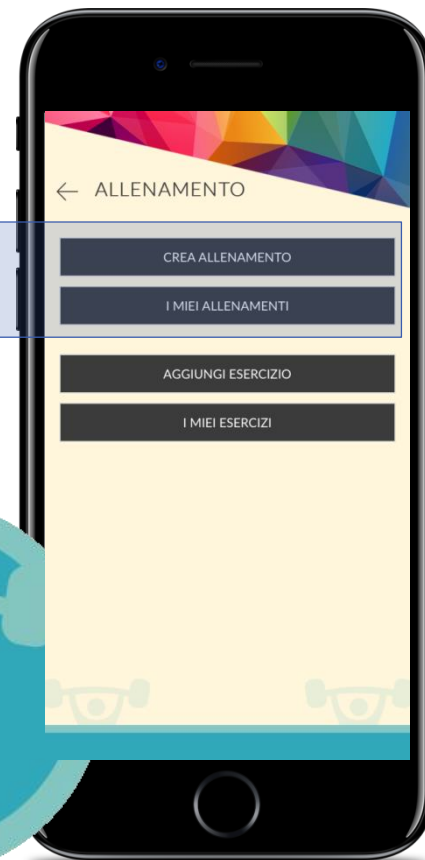 ← ALLENAMENTO
CREA ALLENAMENTO
I MIEI ALLENAMENTI
AGGIUNGI ESERCIZIO
I MIEI ESERCIZI